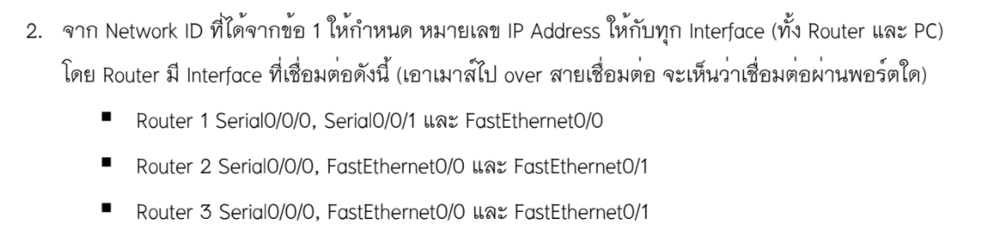 2. จาก Network ID ที่ได้จากข้อ 1 ให้กำหนด หมายเลข IP Address ให้กับทุก Interface (ทั้ง Router และ PC)
โดย Router มี Interface ที่เชื่อมต่อดังนี้ (เอาเมาส์ไป over สายเชื่อมต่อ จะเห็นว่าเชื่อมต่อผ่านพอร์ตใด)
▪ Router 1 Serial0/0/0, Serial0/0/1 และ FastEthernet0/0
▪ Router 2 Serial0/0/0, FastEthernet0/0 และ FastEthernet0/1
▪ Router 3 Serial0/0/0, FastEthernet0/0 และ FastEthernet0/1